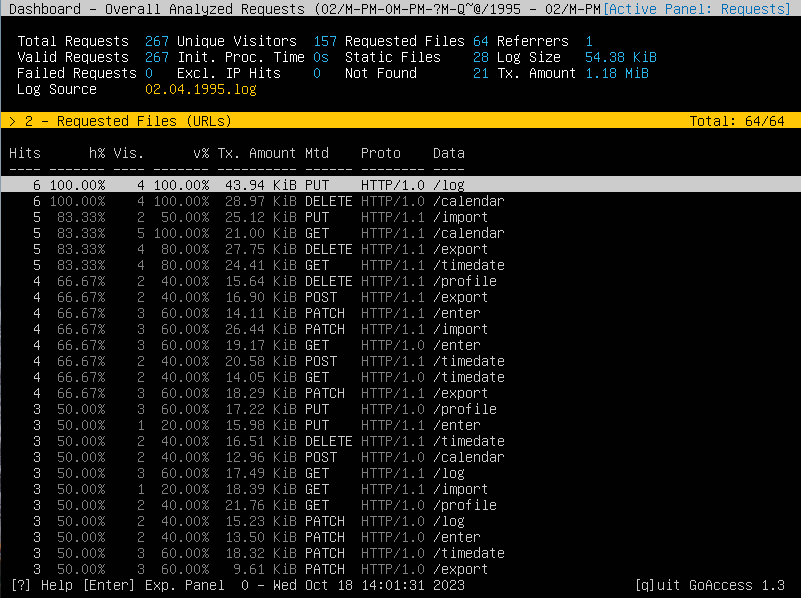 Dashboard - Overall Analyzed Requests (02/M-PM-0M-PM-?M-Q~@/1995 - 02/M-PM[Active Panel: Requests]
Total Requests 267 Unique Visitors 157 Requested Files 64 Referrers 1
Valid Requests 267 Init. Proc. Time 0s Static Files 28 Log Size 54.38 KiB
Failed Requests 0 Excl. IP Hits 0 Not Found 21 Tx. Amount 1.18 MiB
Log Source 02.04.1995.log
> 2 - Requested Files (URLs) Total: 64/64
Hits h% Vis. v% Tx. Amount Mtd Proto Data
---- ------- ---- ------- ---------- ------ -------- ----
6 100.00% 4 100.00% 43.94 KiB PUT HTTP/1.0 /log
6 100.00% 4 100.00% 28.97 KiB DELETE HTTP/1.0 /calendar
5 83.33% 2 50.00% 25.12 KiB PUT HTTP/1.1 /import
5 83.33% 5 100.00% 21.00 KiB GET HTTP/1.1 /calendar
5 83.33% 4 80.00% 27.75 KiB DELETE HTTP/1.1 /export
5 83.33% 4 80.00% 24.41 KiB GET HTTP/1.1 /timedate
4 66.67% 2 40.00% 15.64 KiB DELETE HTTP/1.1 /profile
4 66.67% 2 40.00% 16.90 KiB POST HTTP/1.1 /export
4 66.67% 3 60.00% 14.11 KiB PATCH HTTP/1.1 /enter
4 66.67% 3 60.00% 26.44 KiB PATCH HTTP/1.1 /import
4 66.67% 3 60.00% 19.17 KiB GET HTTP/1.0 /enter
4 66.67% 2 40.00% 20.58 KiB POST HTTP/1.1 /timedate
4 66.67% 2 40.00% 14.05 KiB GET HTTP/1.0 /timedate
4 66.67% 3 60.00% 18.29 KiB PATCH HTTP/1.1 /export
3 50.00% 3 60.00% 17.22 KiB PUT HTTP/1.0 /profile
3 50.00% 1 20.00% 15.98 KiB PUT HTTP/1.1 /enter
3 50.00% 2 40.00% 16.51 KiB DELETE HTTP/1.1 /timedate
3 50.00% 2 40.00% 12.96 KiB POST HTTP/1.0 /calendar
3 50.00% 3 60.00% 17.49 KiB GET HTTP/1.1 /log
3 50.00% 1 20.00% 18.39 KiB GET HTTP/1.1 /import
3 50.00% 2 40.00% 21.76 KiB GET HTTP/1.0 /profile
3 50.00% 2 40.00% 15.23 KiB PATCH HTTP/1.0 /log
3 50.00% 2 40.00% 13.50 KiB PATCH HTTP/1.0 /enter
3 50.00% 3 60.00% 18.32 KiB PATCH HTTP/1.0 /timedate
3 50.00% 3 60.00% 9.61 KiB PATCH HTTP/1.0 /export
[?] Help [Enter] Exp. Panel 0 - Wed Oct 18 14:01:31 2023 [q]uit GoAccess 1.3